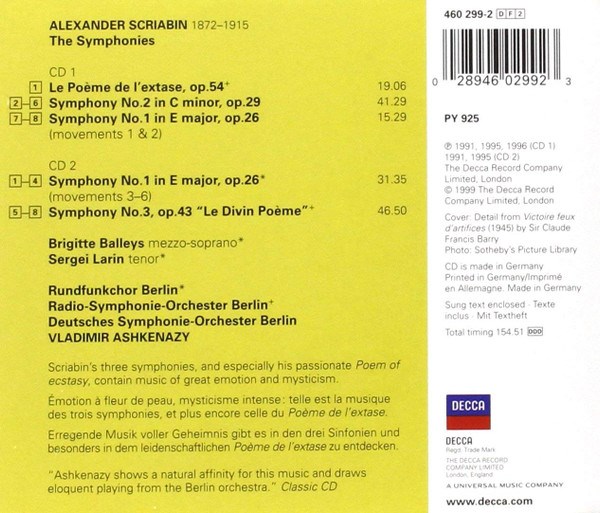 ALEXANDER SCRIABIN 1872–1915
The Symphonies
CD 1
1 Le Poème de l'extase, op.54+ 19.06
2–6 Symphony No.2 in C minor, op.29 41.29
7–8 Symphony No.1 in E major, op.26 15.29
(movements 1 & 2)
CD 2
1–4 Symphony No.1 in E major, op.26* 31.35
(movements 3–6)
5–8 Symphony No.3, op.43 “Le Divin Poème”+ 46.50
Brigitte Balleys mezzo-soprano*
Sergei Larin tenor*
Rundfunkchor Berlin*
Radio-Symphonie-Orchester Berlin+
Deutsches Symphonie-Orchester Berlin
VLADIMIR ASHKENAZY
Scriabin's three symphonies, and especially his passionate Poem of
ecstasy, contain music of great emotion and mysticism.
Émotion à fleur de peau, mysticisme intense: telle est la musique
des trois symphonies, et plus encore celle du Poème de l'extase.
Erregende Musik voller Geheimnis gibt es in den drei Sinfonien und
besonders in dem leidenschaftlichen Poème de l'extase zu entdecken.
“Ashkenazy shows a natural affinity for this music and draws
eloquent playing from the Berlin orchestra.” Classic CD
460 299-2 D F 2
0 28946 02992 3
PY 925
℗ 1991, 1995, 1996 (CD 1)
1991, 1995 (CD 2)
The Decca Record Company
Limited, London
© 1999 The Decca Record
Company Limited, London
Cover: Detail from Victoire feux
d'artifices (1945) by Sir Claude
Francis Barry
Photo: Sotheby's Picture Library
CD is made in Germany
Printed in Germany/Imprimé
en Allemagne. Made in Germany
Sung text enclosed · Texte
inclus · Mit Textheft
Total timing 154.51 DDD
DECCA
DECCA
Regd. Trade Mark
THE DECCA RECORD
COMPANY LIMITED
LONDON, ENGLAND
A UNIVERSAL MUSIC COMPANY
www.decca.com